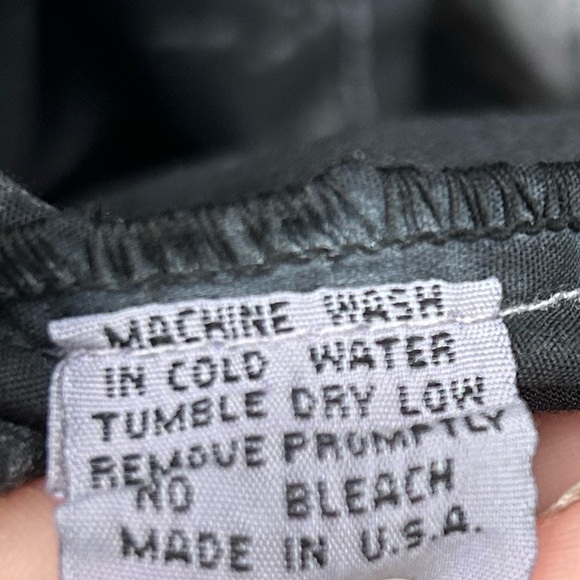 MACHINE WASH
IN COLD WATER
TUMBLE DRY LOW
REMOVE PROMPTLY
NO BLEACH
MADE IN U.S.A.